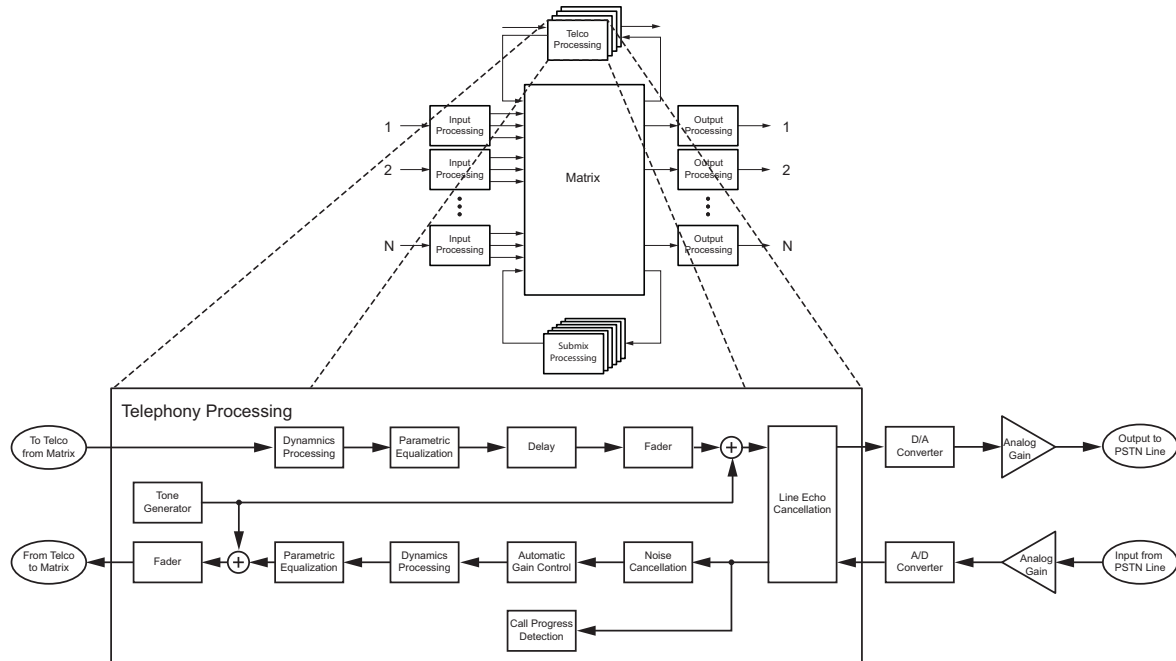 Telco
Processing
1
Input
Processing
Output
Processing
1
2
Input
Processing
Matrix
Output
Processing
2
N
Input
Processing
Output
Processing
N
Submix
Processsing
Telephony Processing
To Telco
from Matrix
Dynamnics
Processing
Parametric
Equalization
Delay
Fader
+
Line Echo
Cancellation
D/A
Converter
Analog
Gain
Output to
PSTN Line
Tone
Generator
From Telco
to Matrix
Fader
+
Parametric
Equalization
Dynamics
Processing
Automatic
Gain Control
Noise
Cancellation
A/D
Converter
Analog
Gain
Input from
PSTN Line
Call Progress
Detection